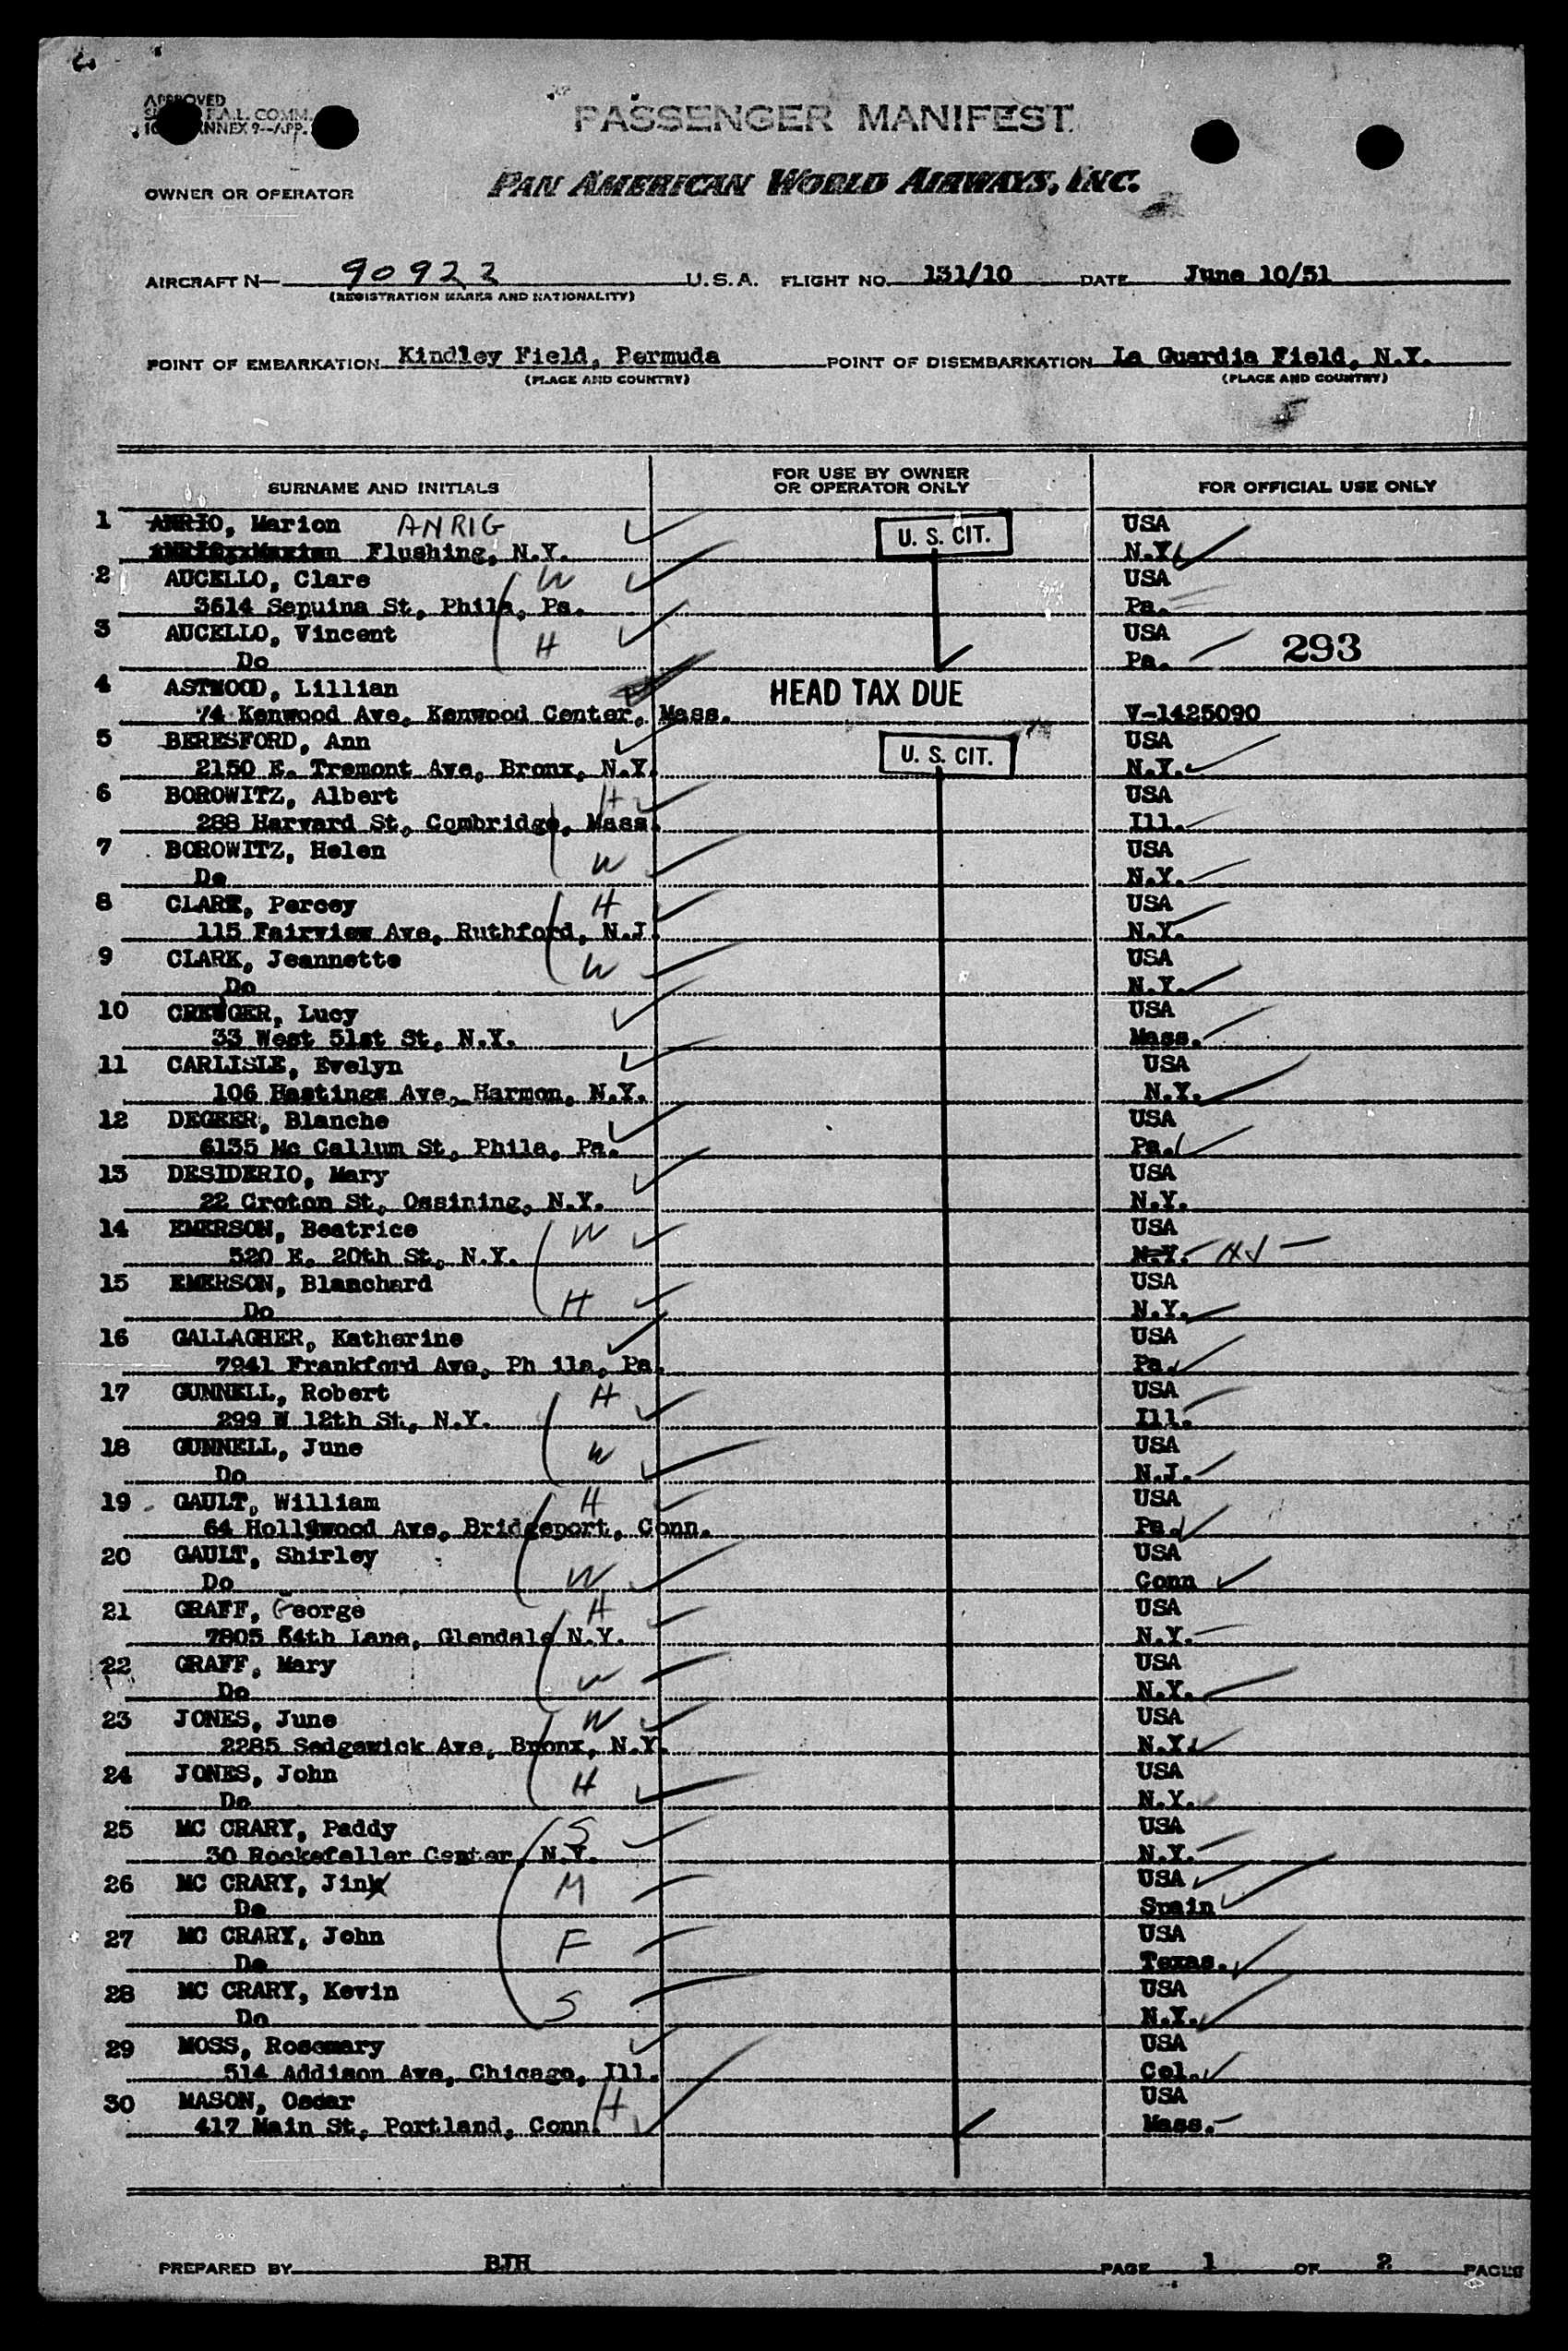 APPROVED
F.A.L. COMM.
ANNEX 9--APP.
PASSENGER MANIFEST
OWNER OR OPERATOR PAN AMERICAN WORLD AIRWAYS, INC.
AIRCRAFT N— 90922 U.S.A. FLIGHT NO. 131/10 DATE June 10/51
(REGISTRATION MARKS AND NATIONALITY)
POINT OF EMBARKATION Kindley Field, Bermuda POINT OF DISEMBARKATION La Guardia Field, N.Y.
(PLACE AND COUNTRY) (PLACE AND COUNTRY)
SURNAME AND INITIALS FOR USE BY OWNER OR OPERATOR ONLY FOR OFFICIAL USE ONLY
1 ANRIO, Marion ANRIG U. S. CIT. USA
Flushing, N.Y. N.Y.
2 AUCELLO, Clare W USA
3614 Sepuina St, Phila, Pa. Pa.
3 AUCELLO, Vincent H USA 293
Do Pa.
4 ASTWOOD, Lillian HEAD TAX DUE
74 Kenwood Ave, Kenwood Center, Mass. V-1425090
5 BERESFORD, Ann U. S. CIT. USA
2150 E. Tremont Ave, Bronx, N.Y. N.Y.
6 BOROWITZ, Albert H USA
288 Harvard St, Combridge, Mass. Ill.
7 BOROWITZ, Helen W USA
Do N.Y.
8 CLARK, Percey H USA
115 Fairview Ave, Ruthford, N.J. N.Y.
9 CLARK, Jeannette W USA
Do N.Y.
10 CREUGER, Lucy USA
33 West 51st St, N.Y. Mass.
11 CARLISLE, Evelyn USA
106 Hastings Ave, Harmon, N.Y. N.Y.
12 DEGEER, Blanche USA
6135 Mc Callum St, Phila, Pa. Pa.
13 DESIDERIO, Mary USA
22 Croton St, Ossining, N.Y. N.Y.
14 EMERSON, Beatrice W USA
520 E. 20th St, N.Y. N.Y. NJ
15 EMERSON, Blanchard H USA
Do N.Y.
16 GALLAGHER, Katherine USA
7941 Frankford Ave, Ph ila, Pa. Pa.
17 GUNNELL, Robert H USA
299 W 12th St, N.Y. Ill.
18 GUNNELL, June W USA
Do N.J.
19 GAULT, William H USA
64 Hollywood Ave, Bridgeport, Conn. Pa.
20 GAULT, Shirley W USA
Do Conn
21 GRAFF, George H USA
7805 64th Lane, Glendale N.Y. N.Y.
22 GRAFF, Mary W USA
Do N.Y.
23 JONES, June W USA
2285 Sedgewick Ave, Bronx, N.Y. N.Y.
24 JONES, John H USA
Do N.Y.
25 MC CRARY, Paddy S USA
30 Rockefeller Center, N.Y. N.Y.
26 MC CRARY, Jinx M USA
Do Spain
27 MC CRARY, John F USA
Do Texas.
28 MC CRARY, Kevin S USA
Do N.Y.
29 MOSS, Rosemary USA
514 Addison Ave, Chicago, Ill. Col.
30 MASON, Oscar H USA
417 Main St, Portland, Conn. Mass.
PREPARED BY BJH PAGE 1 OF 2 PAGES